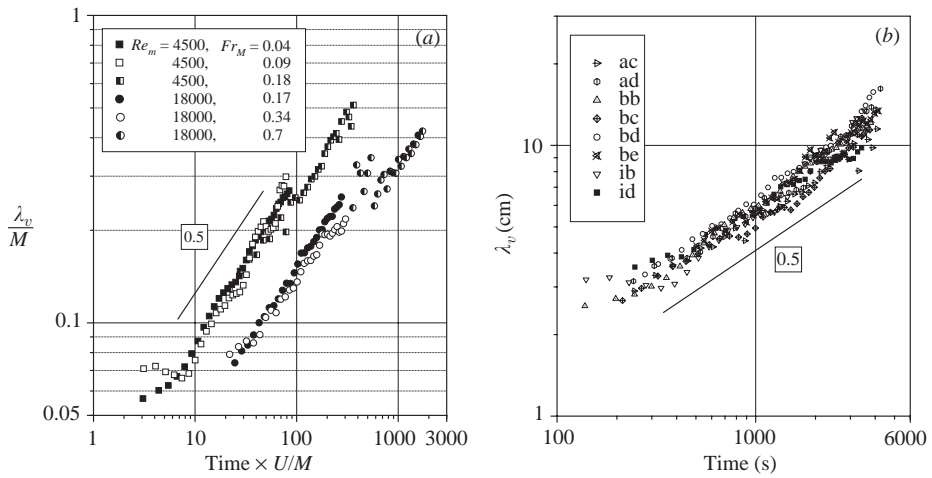 1
(a)
Re_m = 4500, Fr_M = 0.04
4500, 0.09
4500, 0.18
18000, 0.17
18000, 0.34
18000, 0.7
λ_v
M
0.5
0.1
0.05
1 10 100 1000 3000
Time × U/M
(b)
ac
ad
bb
bc
bd
be
ib
id
10
λ_v (cm)
0.5
1
100 1000 6000
Time (s)